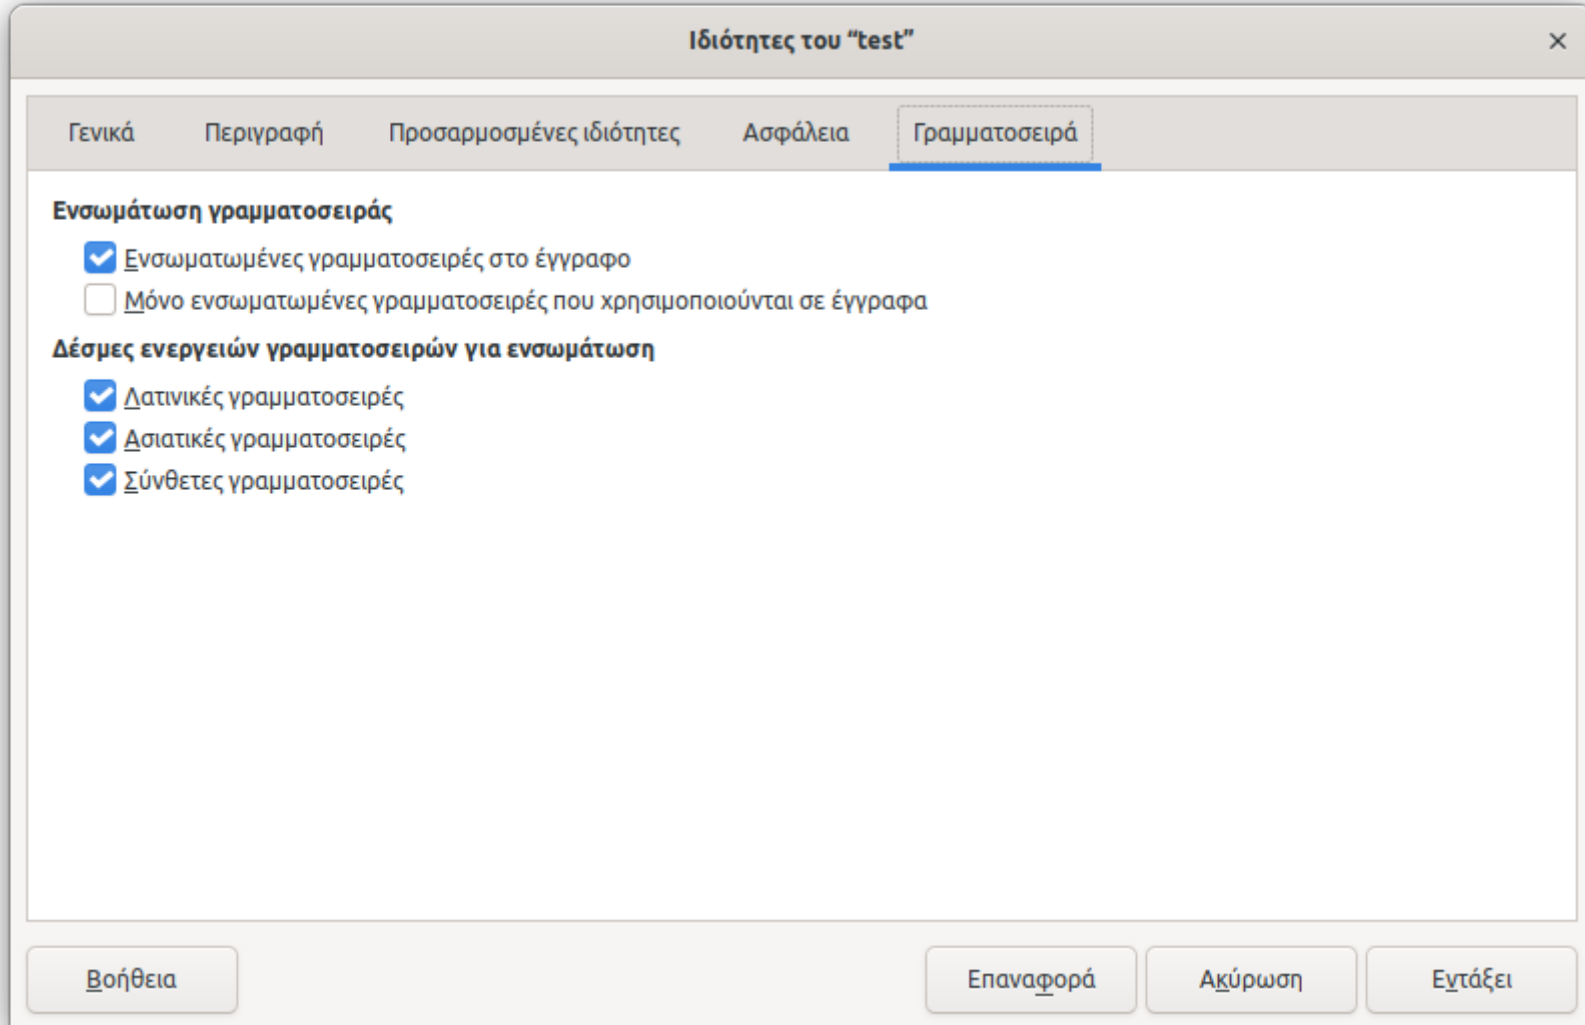 Ιδιότητες του “test”
Γενικά Περιγραφή Προσαρμοσμένες ιδιότητες Ασφάλεια Γραμματοσειρά
Ενσωμάτωση γραμματοσειράς
Ενσωματωμένες γραμματοσειρές στο έγγραφο
Μόνο ενσωματωμένες γραμματοσειρές που χρησιμοποιούνται σε έγγραφα
Δέσμες ενεργειών γραμματοσειρών για ενσωμάτωση
Λατινικές γραμματοσειρές
Ασιατικές γραμματοσειρές
Σύνθετες γραμματοσειρές
Βοήθεια Επαναφορά Ακύρωση Εντάξει